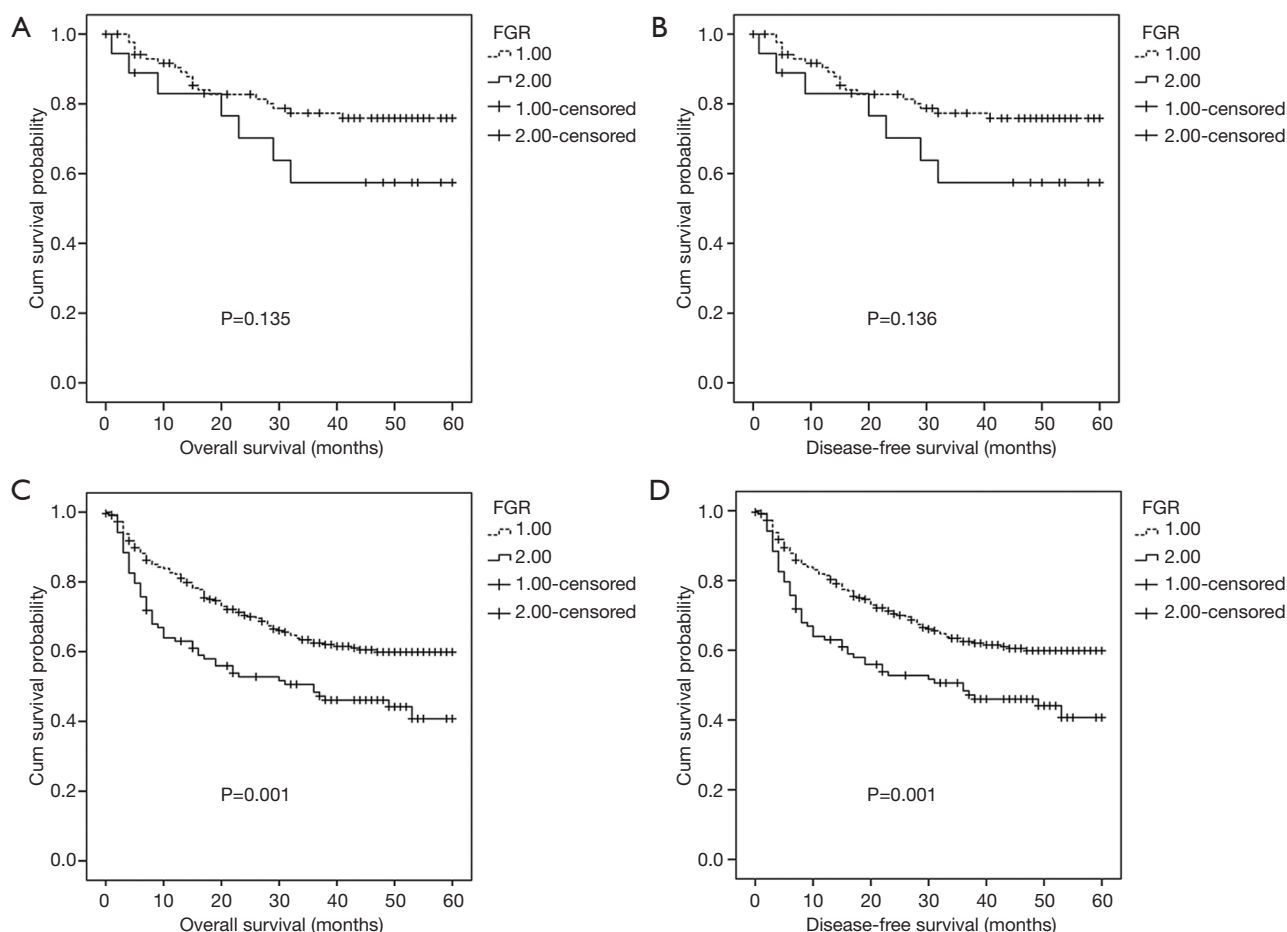 A
Cum survival probability
1.0
0.8
0.6
0.4
0.2
0.0
P=0.135
0 10 20 30 40 50 60
Overall survival (months)
FGR
1.00
2.00
1.00-censored
2.00-censored
B
Cum survival probability
1.0
0.8
0.6
0.4
0.2
0.0
P=0.136
0 10 20 30 40 50 60
Disease-free survival (months)
FGR
1.00
2.00
1.00-censored
2.00-censored
C
Cum survival probability
1.0
0.8
0.6
0.4
0.2
0.0
P=0.001
0 10 20 30 40 50 60
Overall survival (months)
FGR
1.00
2.00
1.00-censored
2.00-censored
D
Cum survival probability
1.0
0.8
0.6
0.4
0.2
0.0
P=0.001
0 10 20 30 40 50 60
Disease-free survival (months)
FGR
1.00
2.00
1.00-censored
2.00-censored